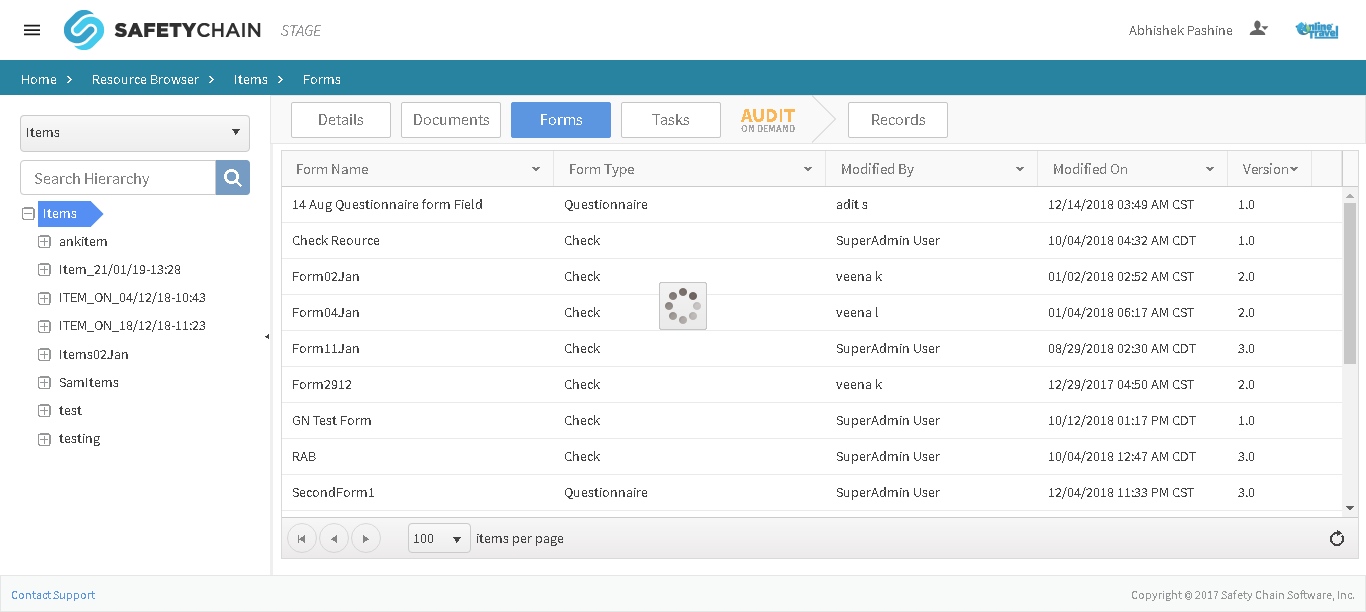 SAFETYCHAIN STAGE Abhishek Pashine Online Travel
Home Resource Browser Items Forms
Items
Search Hierarchy
Items
ankitem
Item_21/01/19-13:28
ITEM_ON_04/12/18-10:43
ITEM_ON_18/12/18-11:23
Items02Jan
SamItems
test
testing
Details Documents Forms Tasks AUDIT
ON DEMAND
Records
Form Name Form Type Modified By Modified On Version
14 Aug Questionnaire form Field Questionnaire adit s 12/14/2018 03:49 AM CST 1.0
Check Reource Check SuperAdmin User 10/04/2018 04:32 AM CDT 1.0
Form02Jan Check veena k 01/02/2018 02:52 AM CST 2.0
Form04Jan Check veena l 01/04/2018 06:17 AM CST 2.0
Form11Jan Check SuperAdmin User 08/29/2018 02:30 AM CDT 3.0
Form2912 Check veena k 12/29/2017 04:50 AM CST 2.0
GN Test Form Check SuperAdmin User 10/12/2018 01:17 PM CDT 1.0
RAB Check SuperAdmin User 10/04/2018 12:47 AM CDT 3.0
SecondForm1 Questionnaire SuperAdmin User 12/04/2018 11:33 PM CST 3.0
100 items per page
Contact Support Copyright © 2017 Safety Chain Software, Inc.